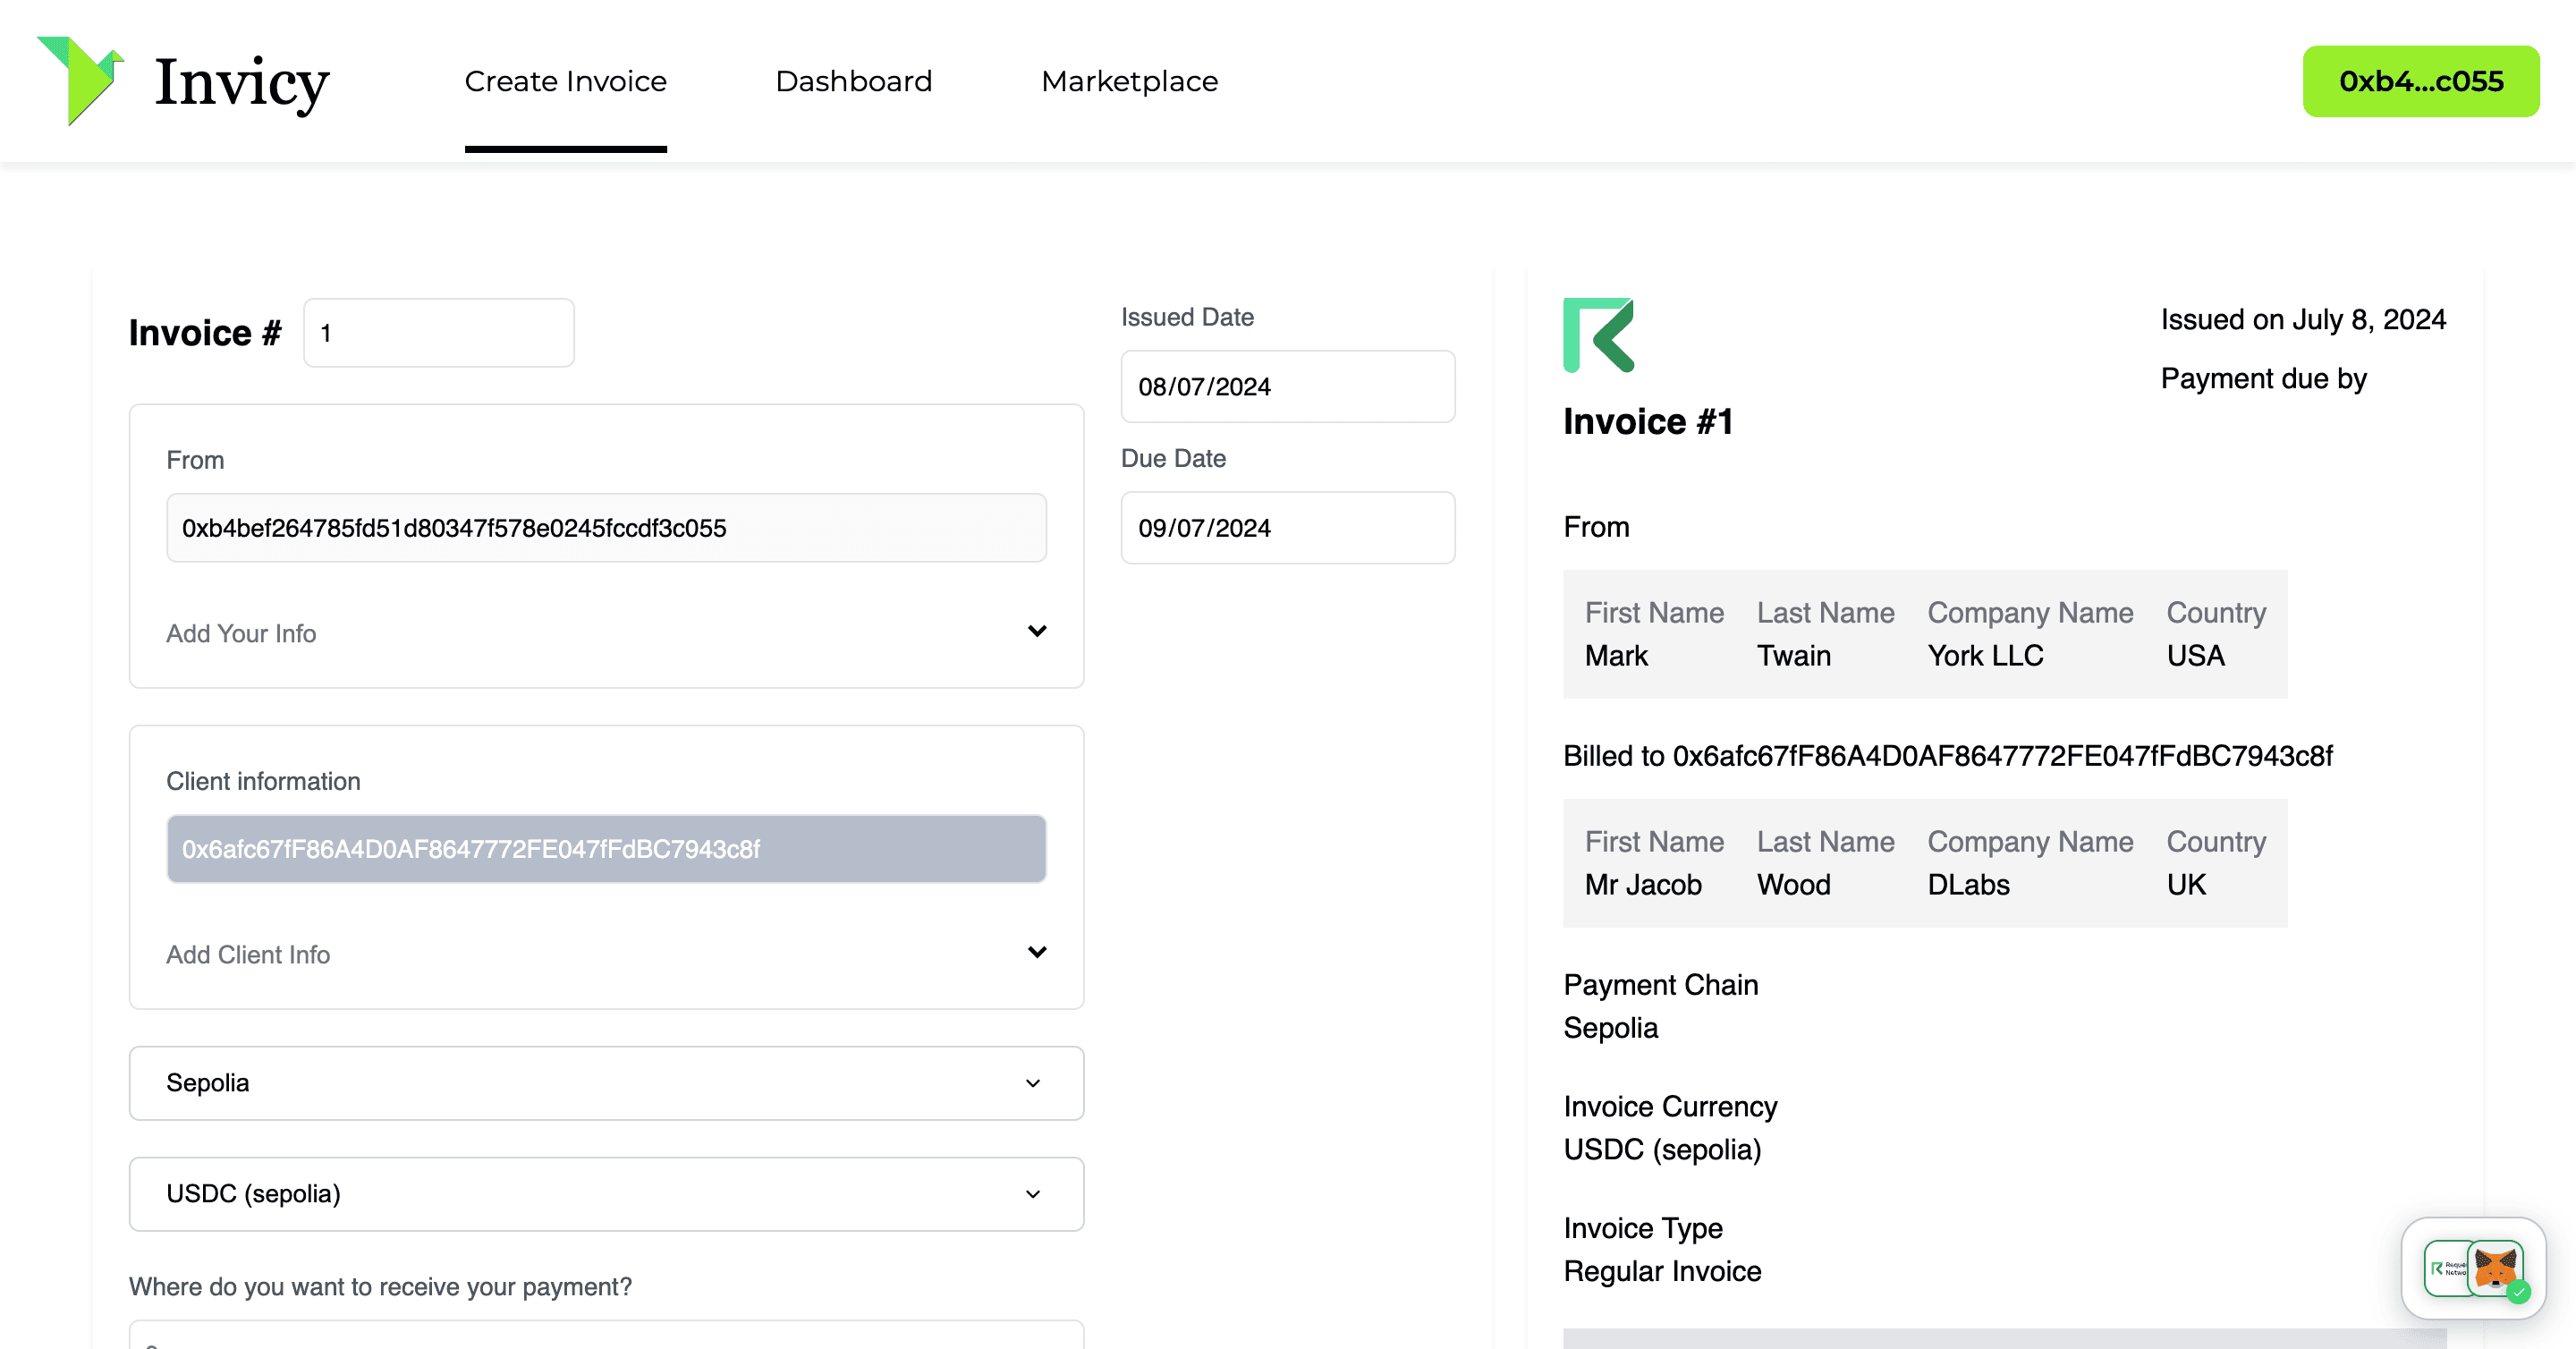 Invicy
Create Invoice
Dashboard
Marketplace
0xb4...c055
Invoice #
1
From
0xb4bef264785fd51d80347f578e0245fccdf3c055
Add Your Info
Client information
0x6afc67fF86A4D0AF8647772FE047fFdBC7943c8f
Add Client Info
Sepolia
USDC (sepolia)
Where do you want to receive your payment?
Issued Date
08/07/2024
Due Date
09/07/2024
Issued on July 8, 2024
Payment due by
Invoice #1
From
First Name Last Name Company Name Country
Mark Twain York LLC USA
Billed to 0x6afc67fF86A4D0AF8647772FE047fFdBC7943c8f
First Name Last Name Company Name Country
Mr Jacob Wood DLabs UK
Payment Chain
Sepolia
Invoice Currency
USDC (sepolia)
Invoice Type
Regular Invoice